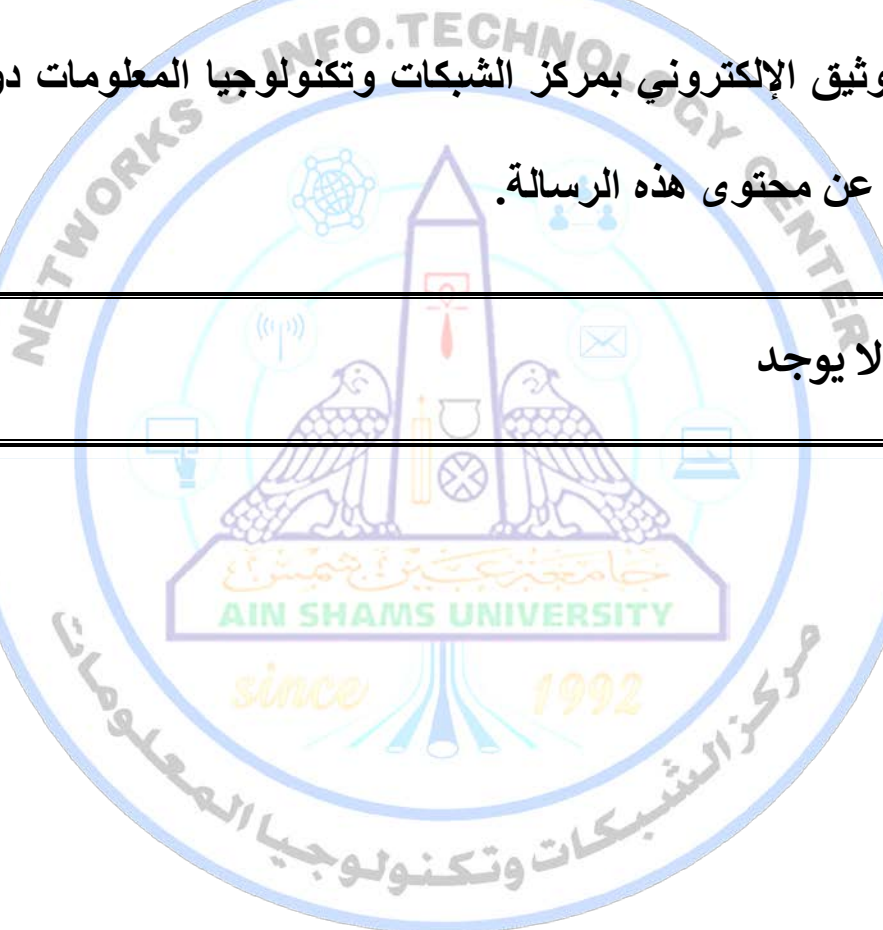 NETWORKS & INFO.TECHNOLOGY CENTER
وثيق الإلكتروني بمركز الشبكات وتكنولوجيا المعلومات
عن محتوى هذه الرسالة.
لا يوجد
جامعة عين شمس
AIN SHAMS UNIVERSITY
since 1992
مركز الشبكات وتكنولوجيا المعلومات